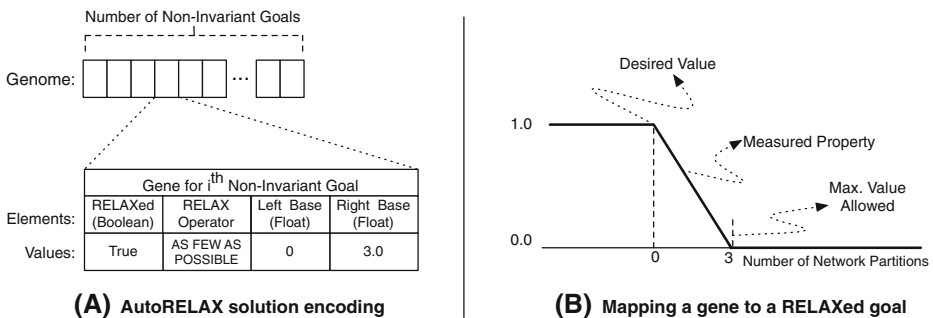 Number of Non-Invariant Goals
Genome:
...
Gene for i^th Non-Invariant Goal
Elements:
RELAXed (Boolean)
RELAX Operator
Left Base (Float)
Right Base (Float)
Values:
True
AS FEW AS POSSIBLE
0
3.0
(A) AutoRELAX solution encoding
Desired Value
1.0
Measured Property
Max. Value
Allowed
0.0
0
3
Number of Network Partitions
(B) Mapping a gene to a RELAXed goal